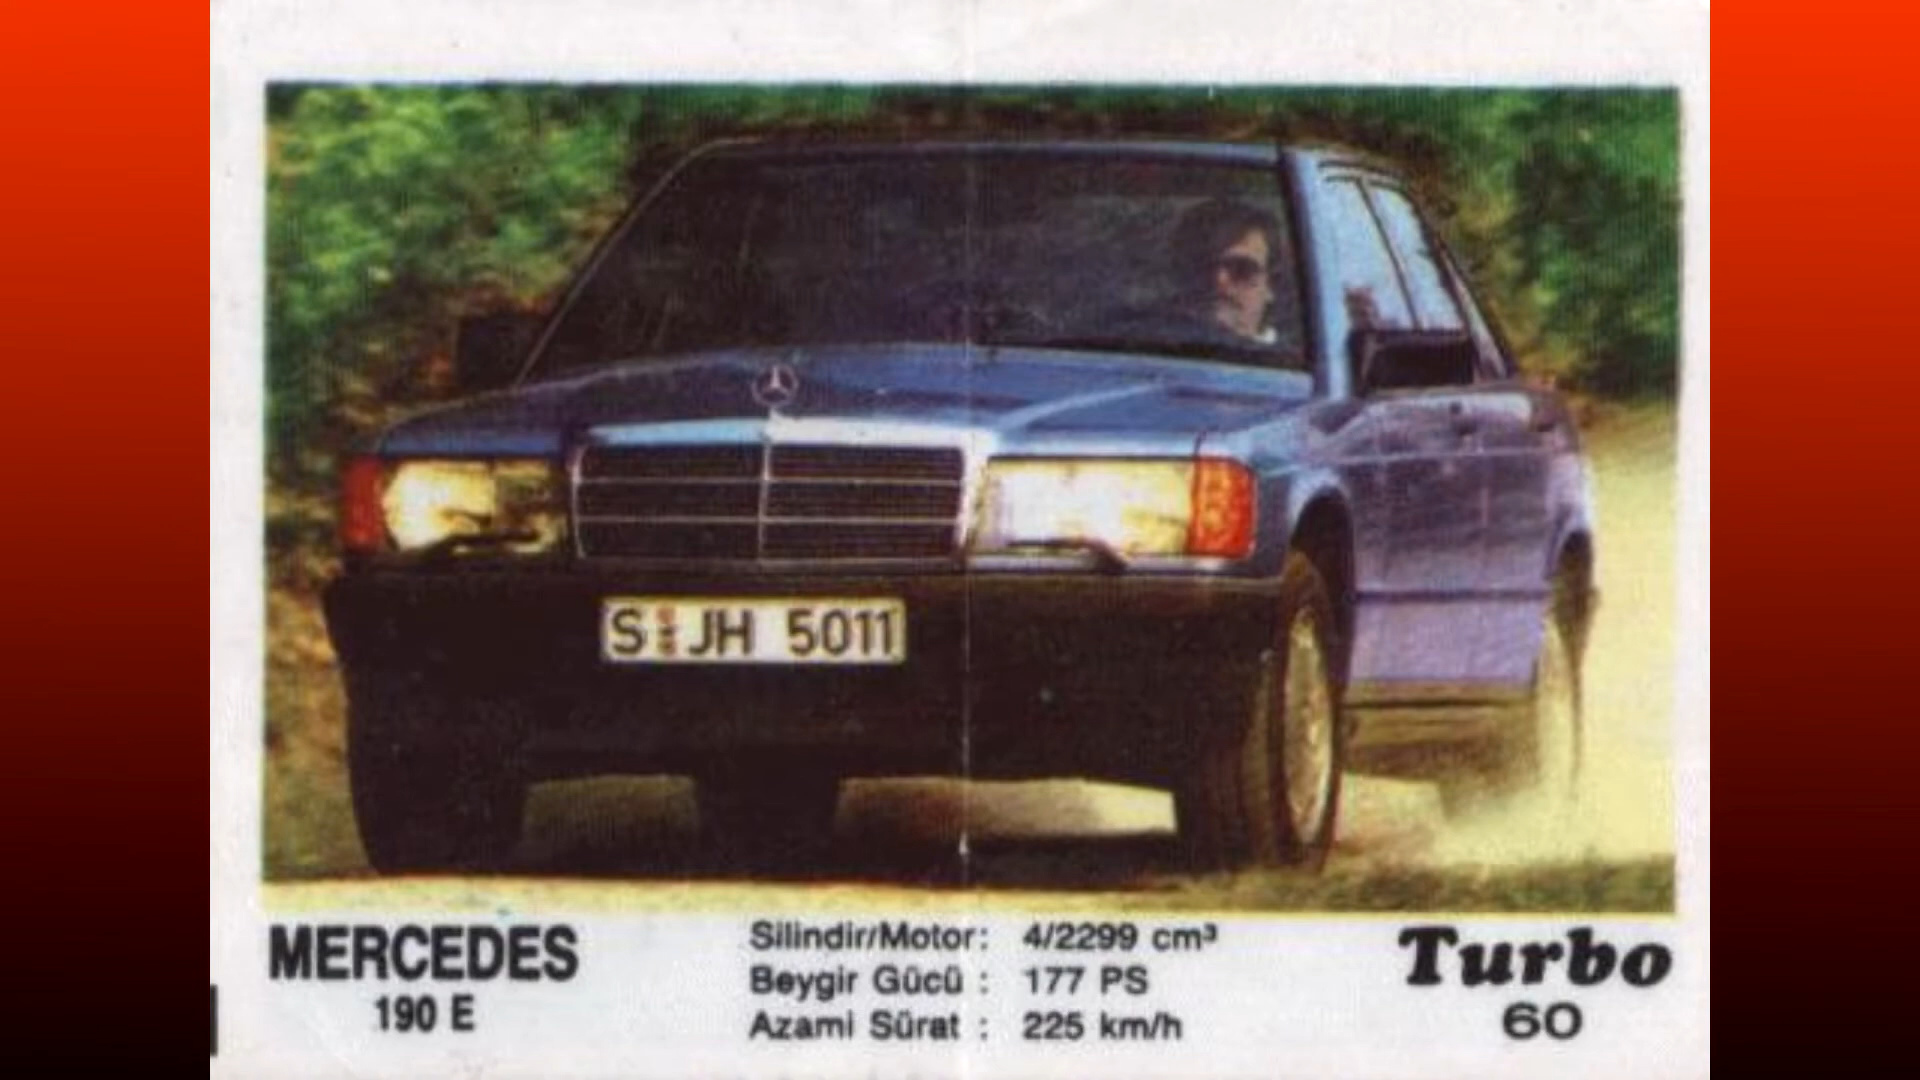 S JH 5011
MERCEDES
190 E
Silindir/Motor: 4/2299 cm³
Beygir Gücü : 177 PS
Azami Sürat : 225 km/h
Turbo
60